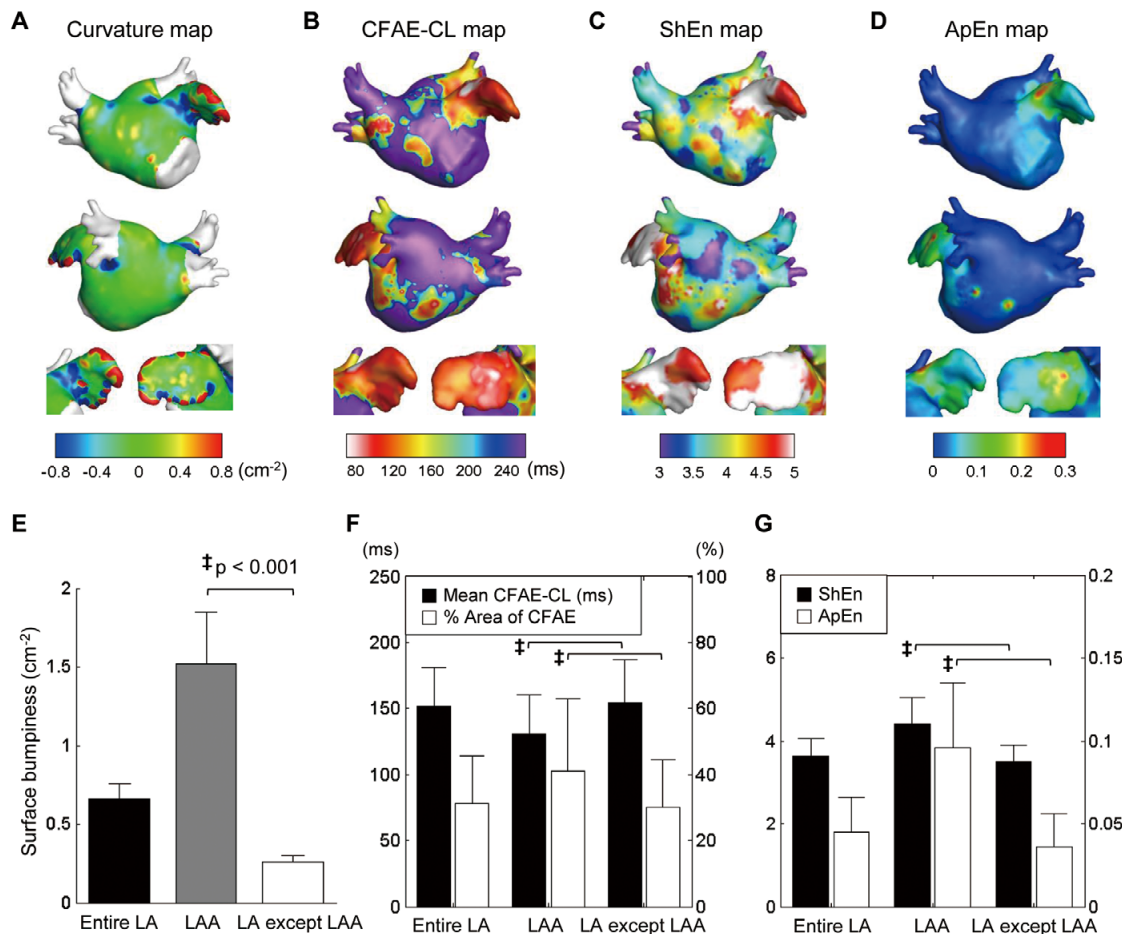 A Curvature map
B CFAE-CL map
C ShEn map
D ApEn map
-0.8 -0.4 0 0.4 0.8 (cm-2)
80 120 160 200 240 (ms)
3 3.5 4 4.5 5
0 0.1 0.2 0.3
E
‡p < 0.001
Surface bumpiness (cm-2)
2
1.5
1
0.5
0
Entire LA LAA LA except LAA
F
(ms) (%)
250 100
Mean CFAE-CL (ms)
% Area of CFAE
200 80
‡ ‡
150 60
100 40
50 20
0 0
Entire LA LAA LA except LAA
G
8 0.2
ShEn
ApEn
‡ ‡
6 0.15
4 0.1
2 0.05
0 0
Entire LA LAA LA except LAA